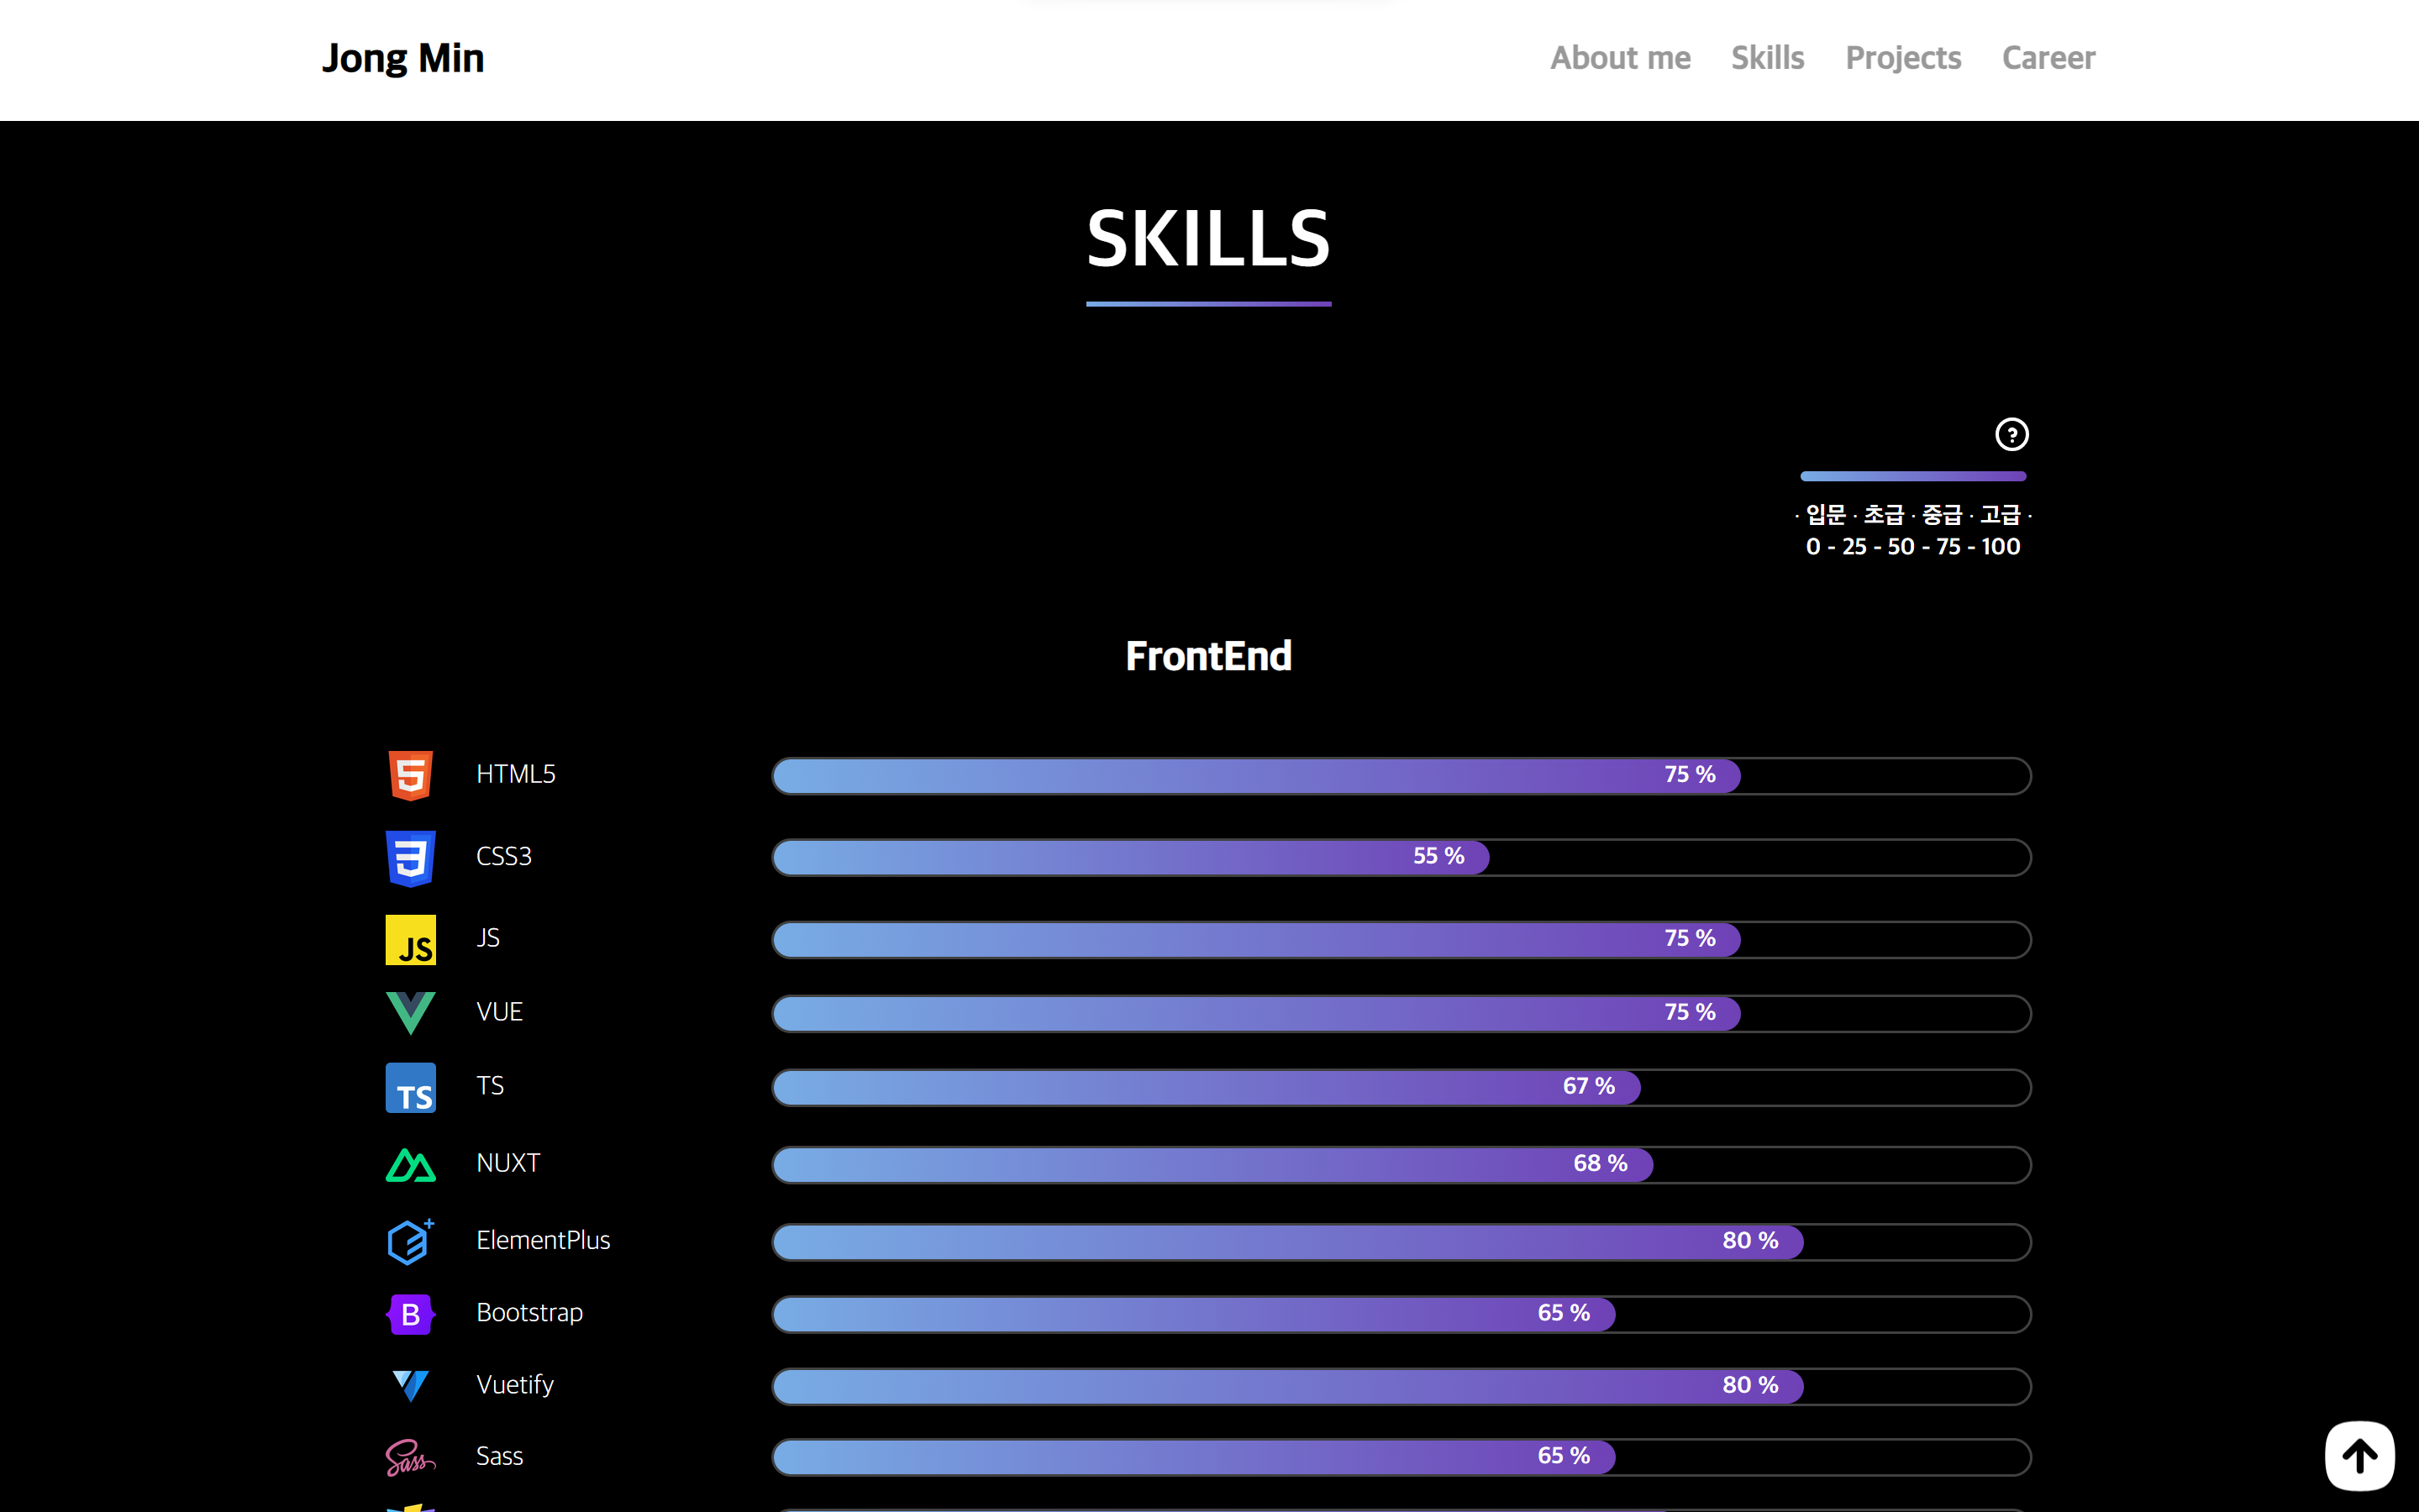 Jong Min
About me Skills Projects Career
SKILLS
· 입문 · 초급 · 중급 · 고급 ·
0 - 25 - 50 - 75 - 100
FrontEnd
HTML5 75 %
CSS3 55 %
JS JS 75 %
VUE 75 %
TS TS 67 %
NUXT 68 %
ElementPlus 80 %
B Bootstrap 65 %
Vuetify 80 %
Sass Sass 65 %